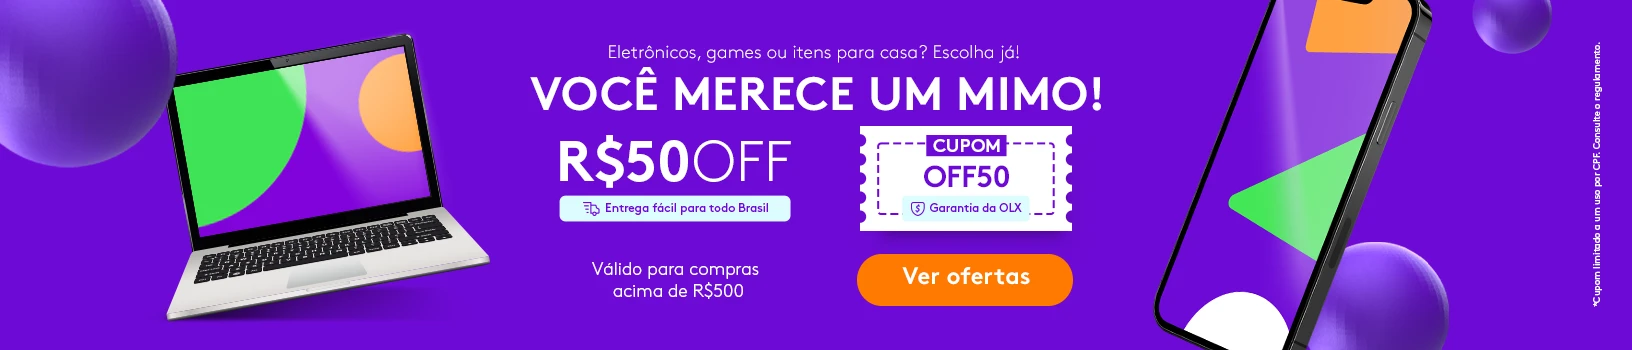 Eletrônicos, games ou itens para casa? Escolha já!
VOCÊ MERECE UM MIMO!
R$50OFF
Entrega fácil para todo Brasil
CUPOM
OFF50
Garantia da OLX
Válido para compras
acima de R$500
Ver ofertas
*Cupom limitado a um uso por CPF. Consulte o regulamento.